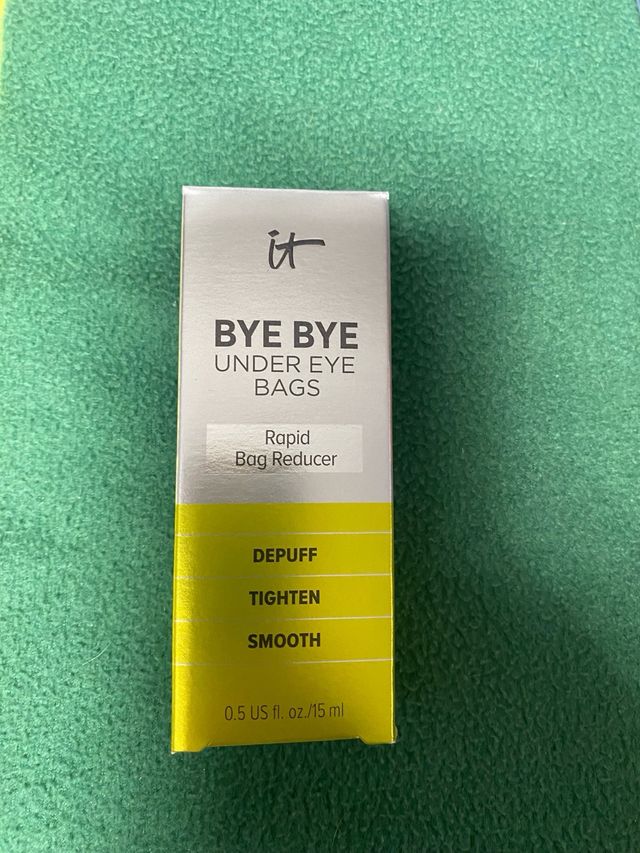 it
BYE BYE
UNDER EYE
BAGS
Rapid
Bag Reducer
DEPUFF
TIGHTEN
SMOOTH
0.5 US fl. oz./15 ml